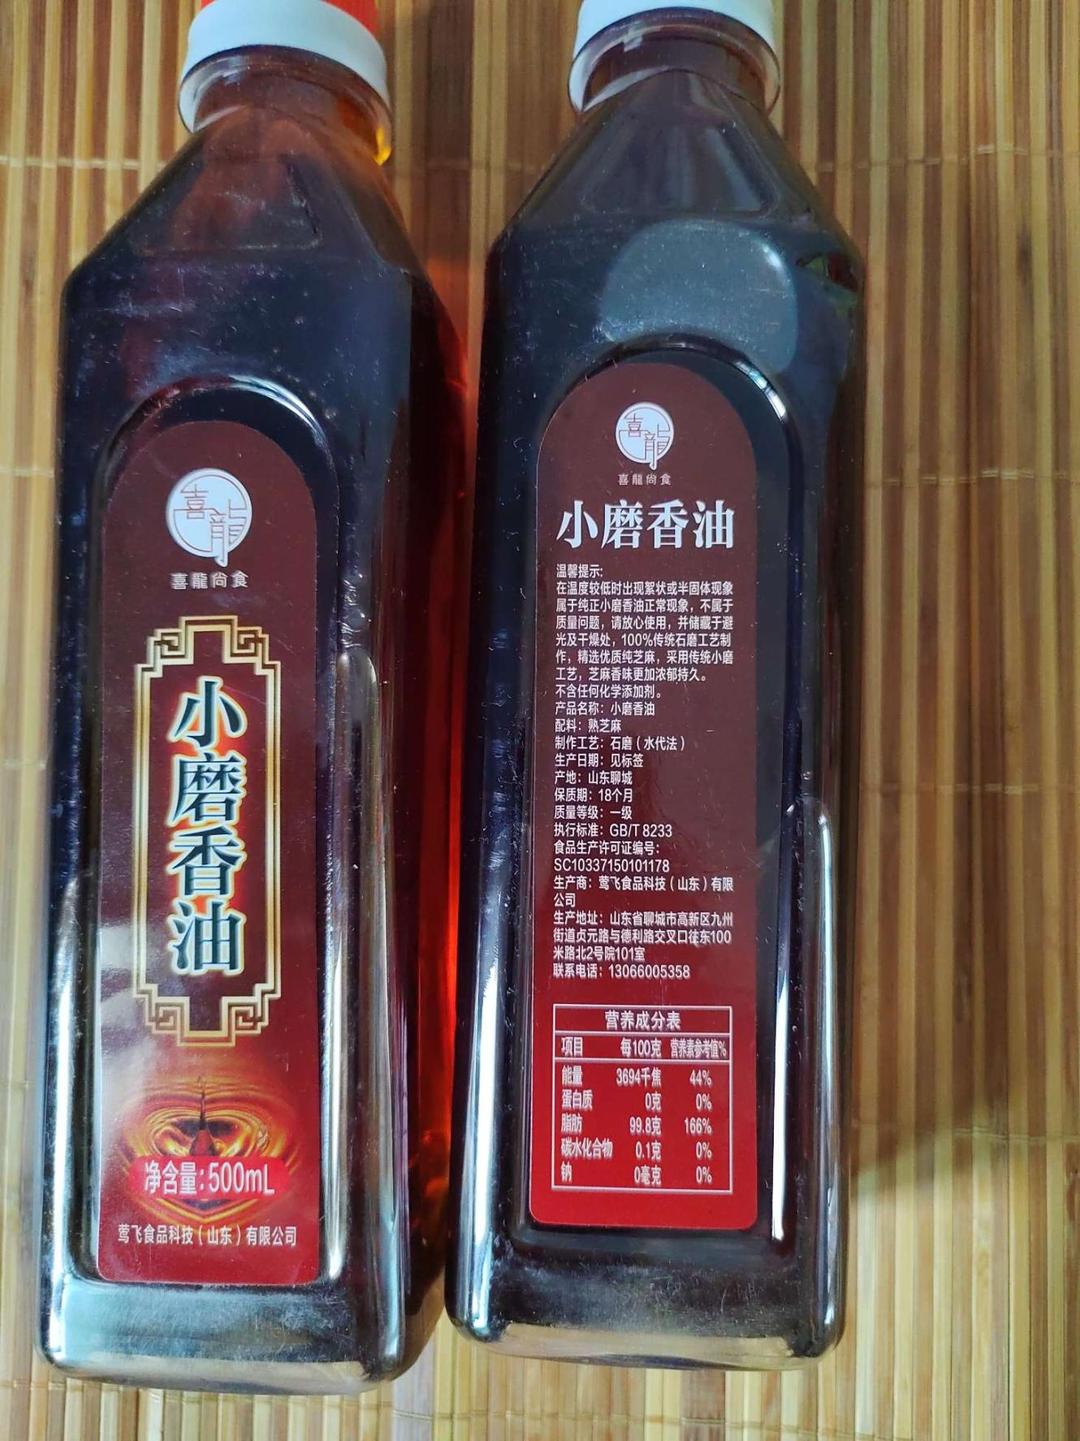 喜龍
喜龍尚食
小磨香油
净含量:500mL
莺飞食品科技（山东）有限公司
喜龍
喜龍尚食
小磨香油
温馨提示:
在温度较低时出现絮状或半固体现象
属于纯正小磨香油正常现象，不属于
质量问题，请放心使用，并储藏于避
光及干燥处，100%传统石磨工艺制
作，精选优质纯芝麻，采用传统小磨
工艺，芝麻香味更加浓郁持久。
不含任何化学添加剂。
产品名称：小磨香油
配料：熟芝麻
制作工艺：石磨（水代法）
生产日期：见标签
产地：山东聊城
保质期：18个月
质量等级：一级
执行标准：GB/T 8233
食品生产许可证编号：
SC10337150101178
生产商：莺飞食品科技（山东）有限
公司
生产地址：山东省聊城市高新区九州
街道贞元路与德利路交叉口往东100
米路北2号院101室
联系电话：13066005358
营养成分表
项目 每100克 营养素参考值%
能量 3694千焦 44%
蛋白质 0克 0%
脂肪 99.8克 166%
碳水化合物 0.1克 0%
钠 0毫克 0%